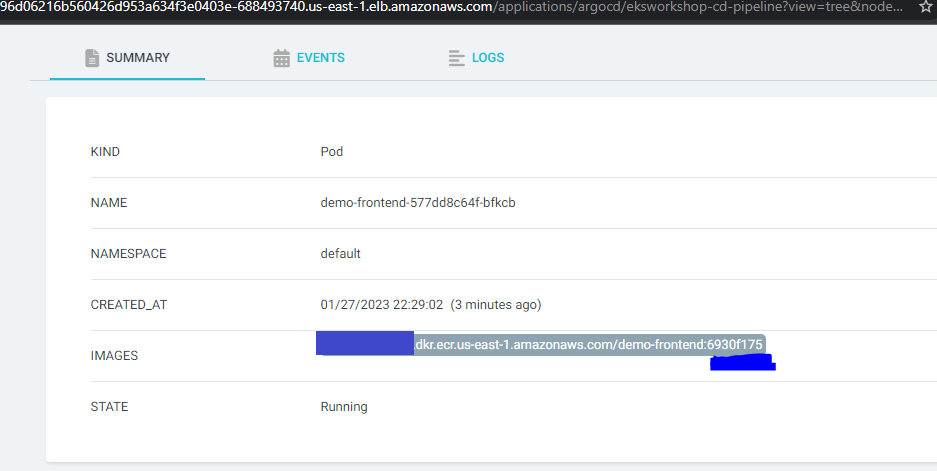 96d06216b560426d953a634f3e0403e-688493740.us-east-1.elb.amazonaws.com/applications/argocd/eksworkshop-cd-pipeline?view=tree&node...
SUMMARY EVENTS LOGS
KIND Pod
NAME demo-frontend-577dd8c64f-bfkcb
NAMESPACE default
CREATED_AT 01/27/2023 22:29:02 (3 minutes ago)
IMAGES .dkr.ecr.us-east-1.amazonaws.com/demo-frontend:6930f175
STATE Running